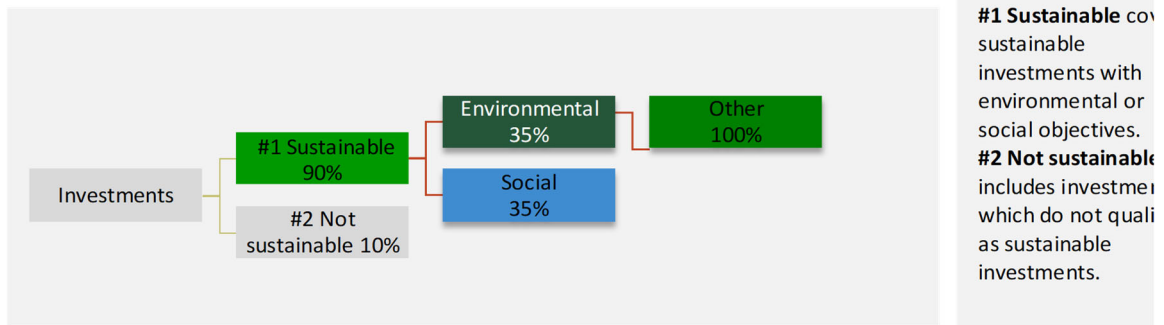 Investments
#1 Sustainable
90%
#2 Not
sustainable 10%
Environmental
35%
Social
35%
Other
100%
#1 Sustainable
sustainable
investments with
environmental or
social objectives.
#2 Not sustainable
includes
which do not
as sustainable
investments.